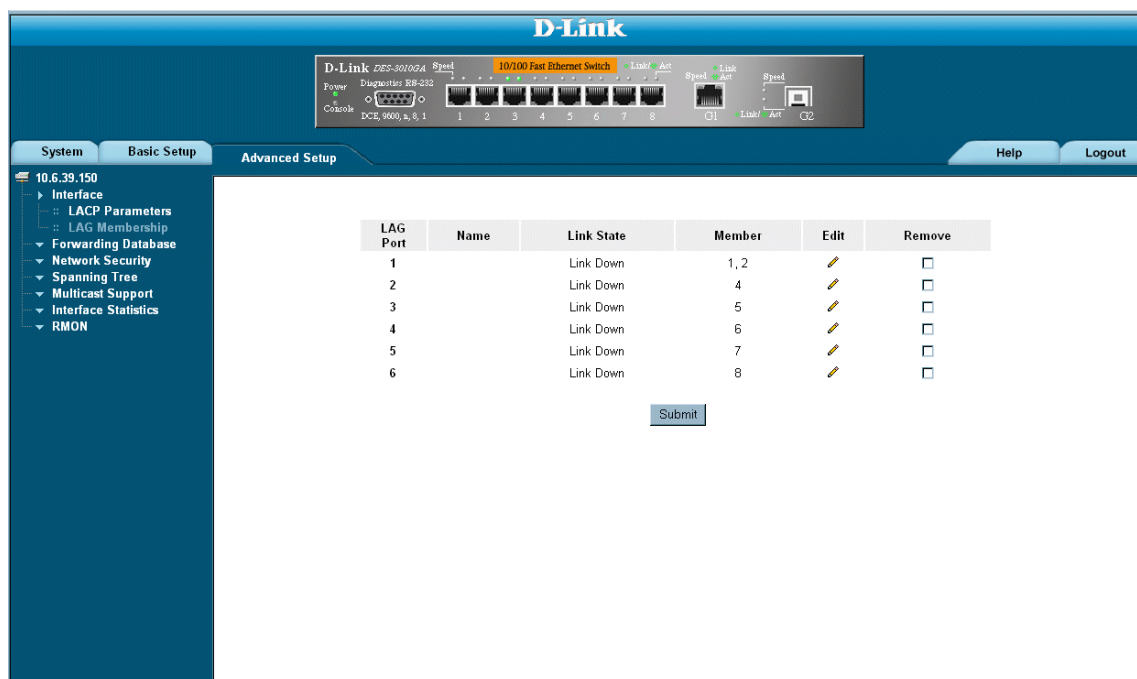 D-Link
D-Link DES-3010GA Speed 10/100 Fast Ethernet Switch Link/ Act
Link
Speed Act Speed
Power Diagnostics RS-232
Console
DCE, 9600, n, 8, 1 1 2 3 4 5 6 7 8 G1 Link/ Act G2
System Basic Setup Advanced Setup Help Logout
10.6.39.150
Interface
:: LACP Parameters
:: LAG Membership
Forwarding Database
Network Security
Spanning Tree
Multicast Support
Interface Statistics
RMON
LAG Port Name Link State Member Edit Remove
1 Link Down 1, 2
2 Link Down 4
3 Link Down 5
4 Link Down 6
5 Link Down 7
6 Link Down 8
Submit